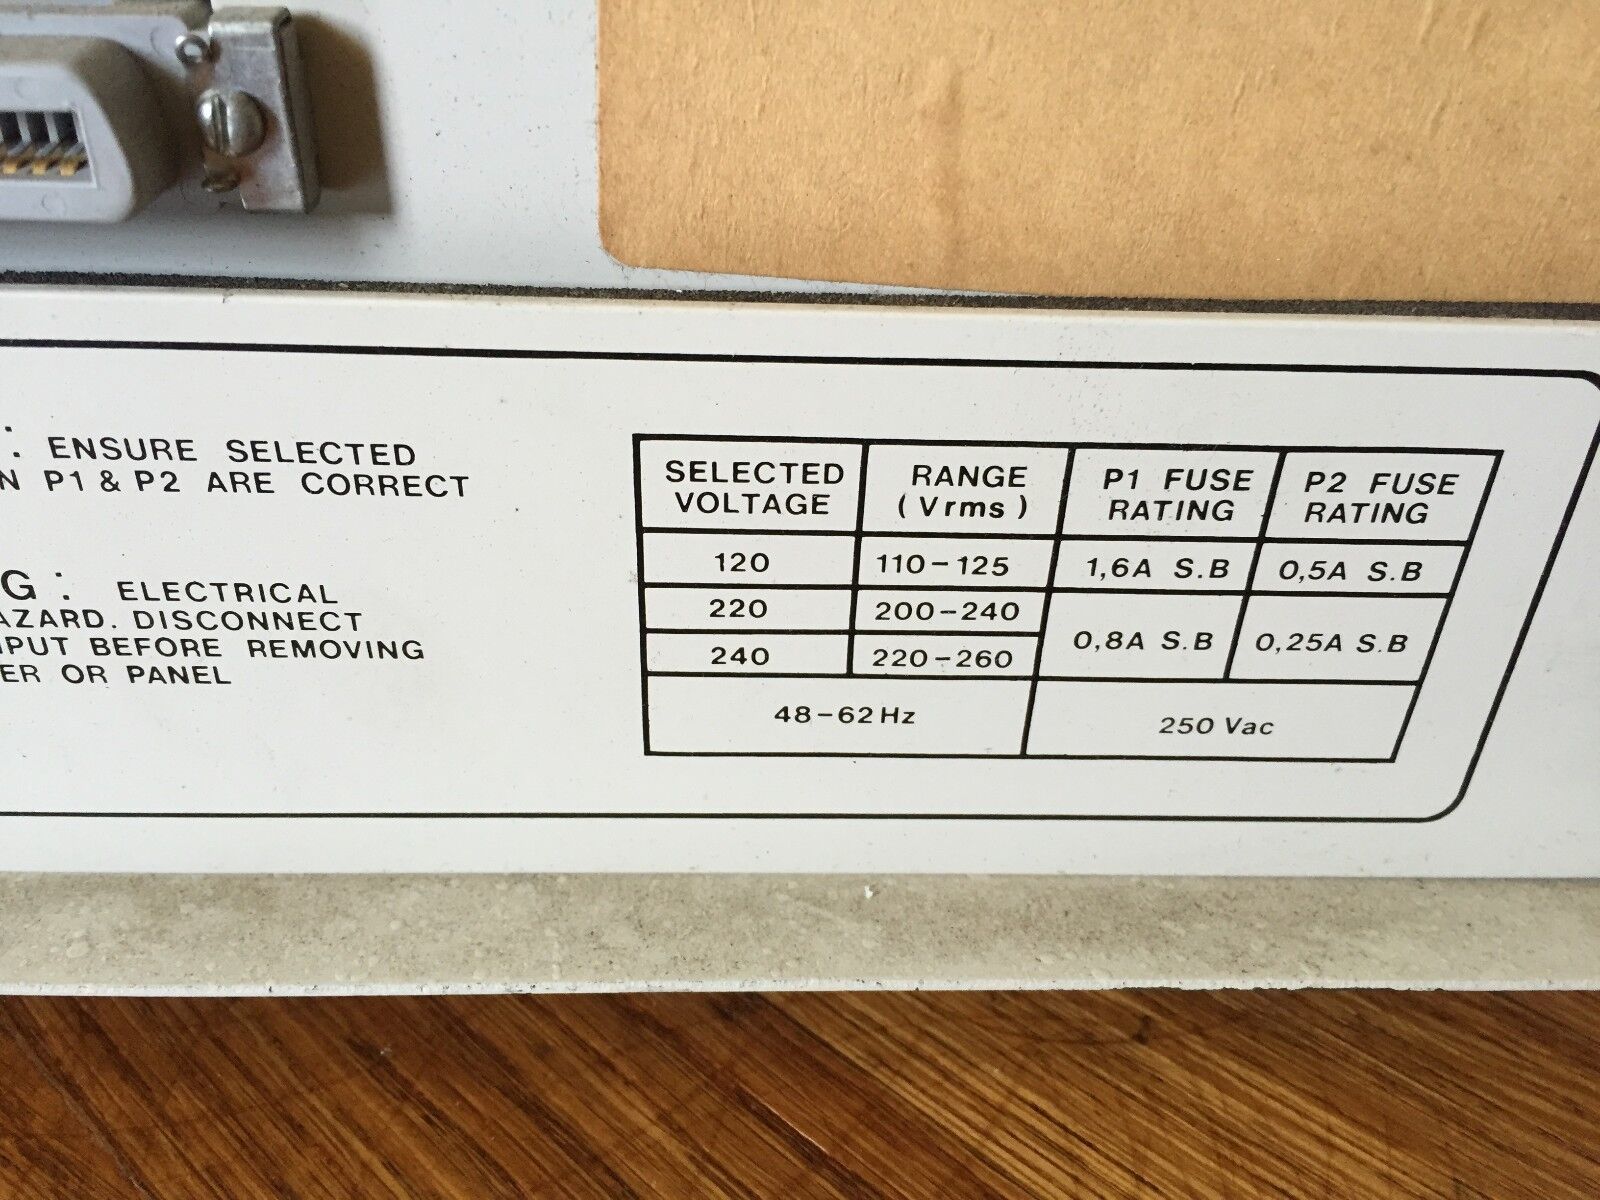 : ENSURE SELECTED
N P1 & P2 ARE CORRECT
G : ELECTRICAL
AZARD. DISCONNECT
PUT BEFORE REMOVING
ER OR PANEL
SELECTED VOLTAGE RANGE (Vrms) P1 FUSE RATING P2 FUSE RATING
120 110-125 1,6A S.B 0,5A S.B
220 200-240
0,8A S.B 0,25A S.B
240 220-260
48-62Hz 250 Vac